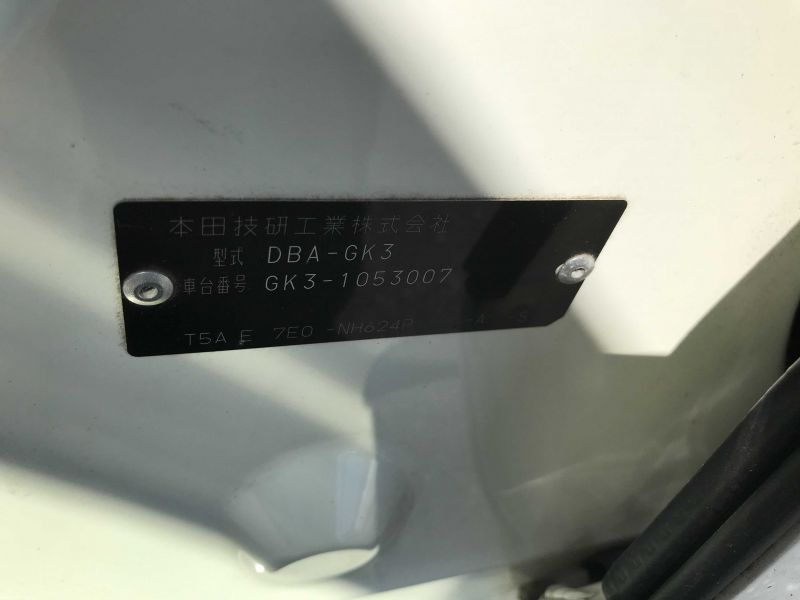 本田技研工業株式会社
型式 DBA-GK3
車台番号 GK3-1053007
T5A E 7E0 -NH624P -A S